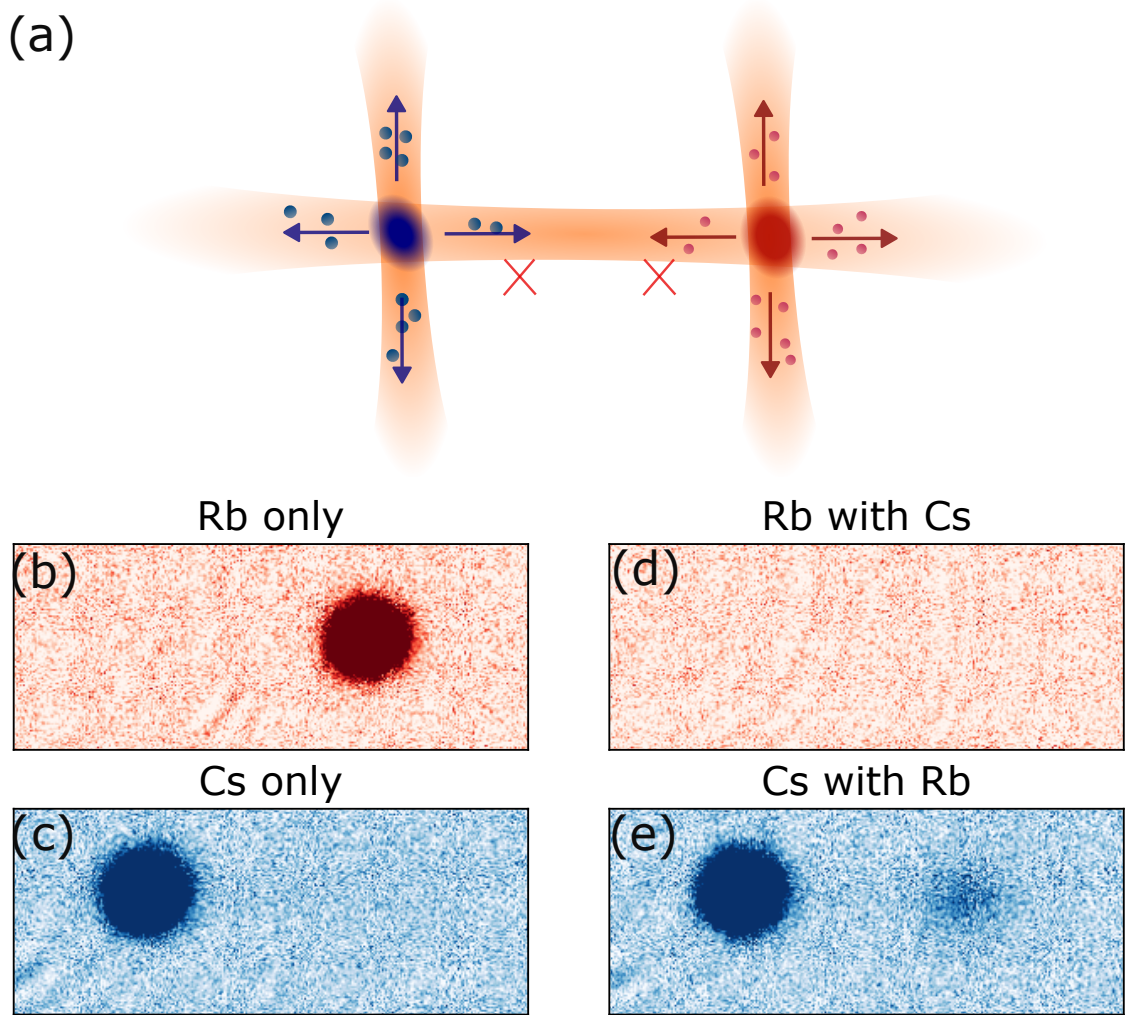 (a)
Rb only
Rb with Cs
(b)
(d)
Cs only
Cs with Rb
(c)
(e)